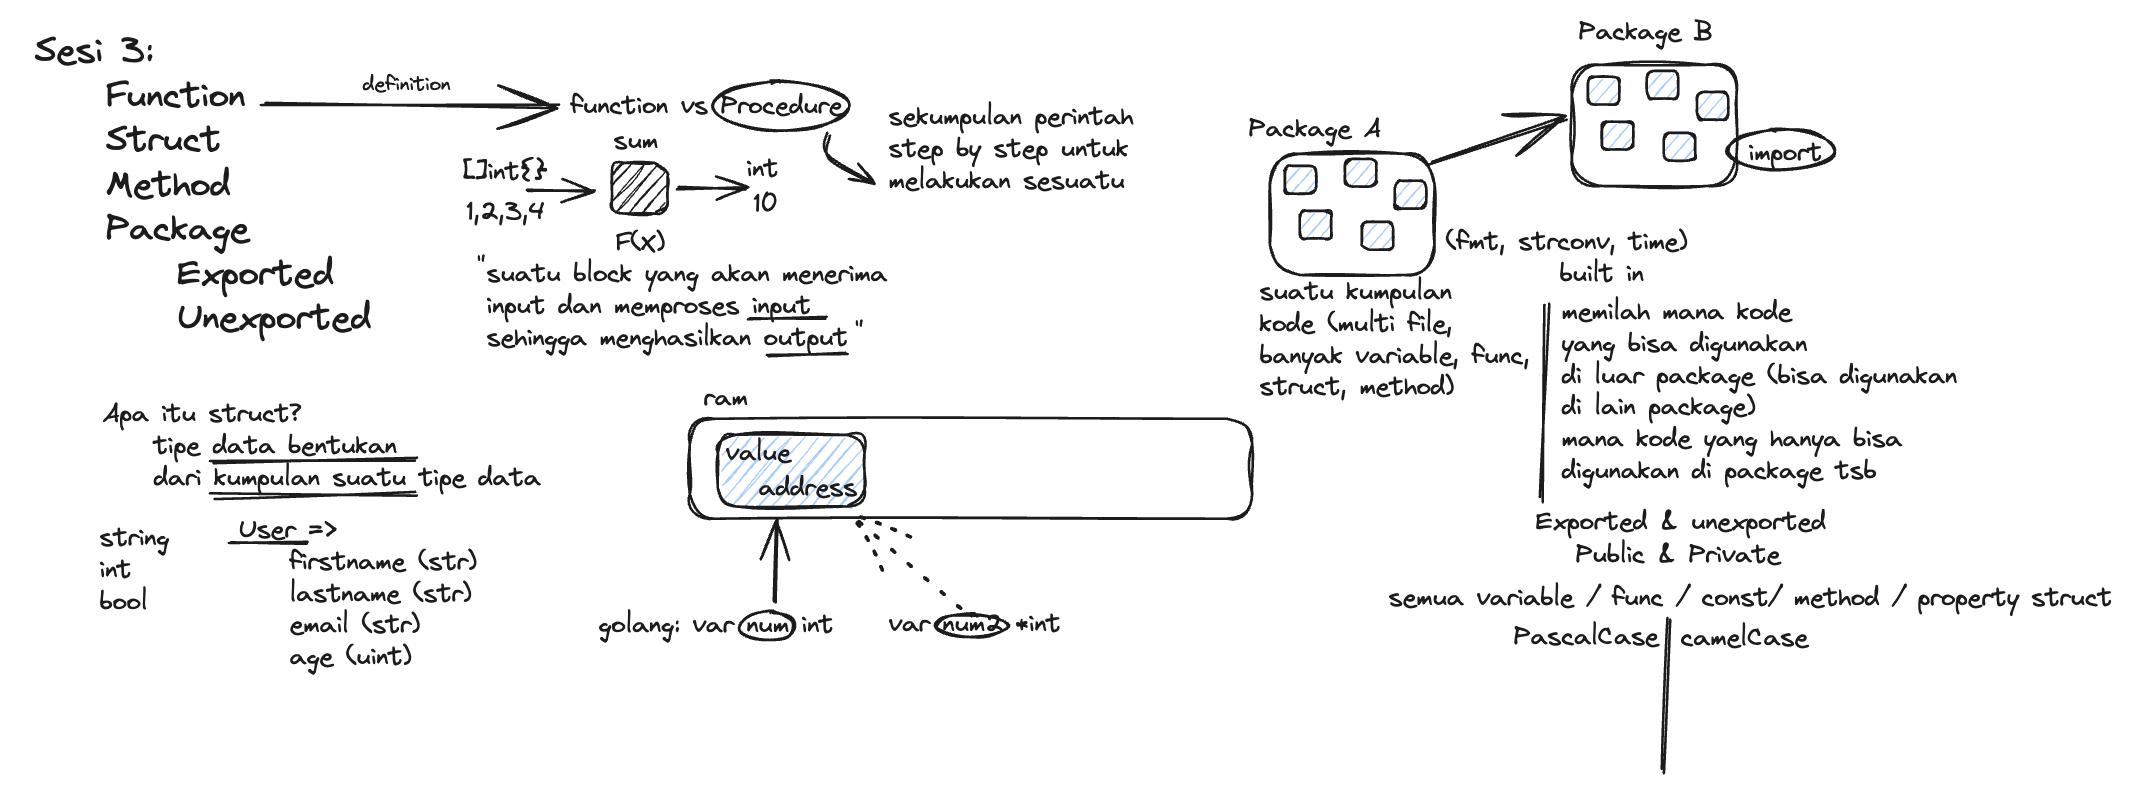 Sesi 3:
Function
Struct
Method
Package
Exported
Unexported
definition
function vs Procedure
sum
[]int{}
1,2,3,4
int
10
F(x)
sekumpulan perintah
step by step untuk
melakukan sesuatu
"suatu block yang akan menerima
input dan memproses input
sehingga menghasilkan output"
Apa itu struct?
tipe data bentukan
dari kumpulan suatu tipe data
string
int
bool
User =>
firstname (str)
lastname (str)
email (str)
age (uint)
ram
value
address
golang: var num int
var num2 *int
Package A
Package B
import
(fmt, strconv, time)
built in
suatu kumpulan
kode (multi file,
banyak variable, func,
struct, method)
memilah mana kode
yang bisa digunakan
di luar package (bisa digunakan
di lain package)
mana kode yang hanya bisa
digunakan di package tsb
Exported & unexported
Public & Private
semua variable / func / const/ method / property struct
PascalCase
camelCase